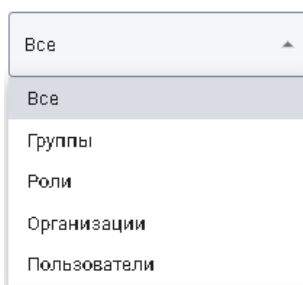 Все
Все
Группы
Роли
Организации
Пользователи